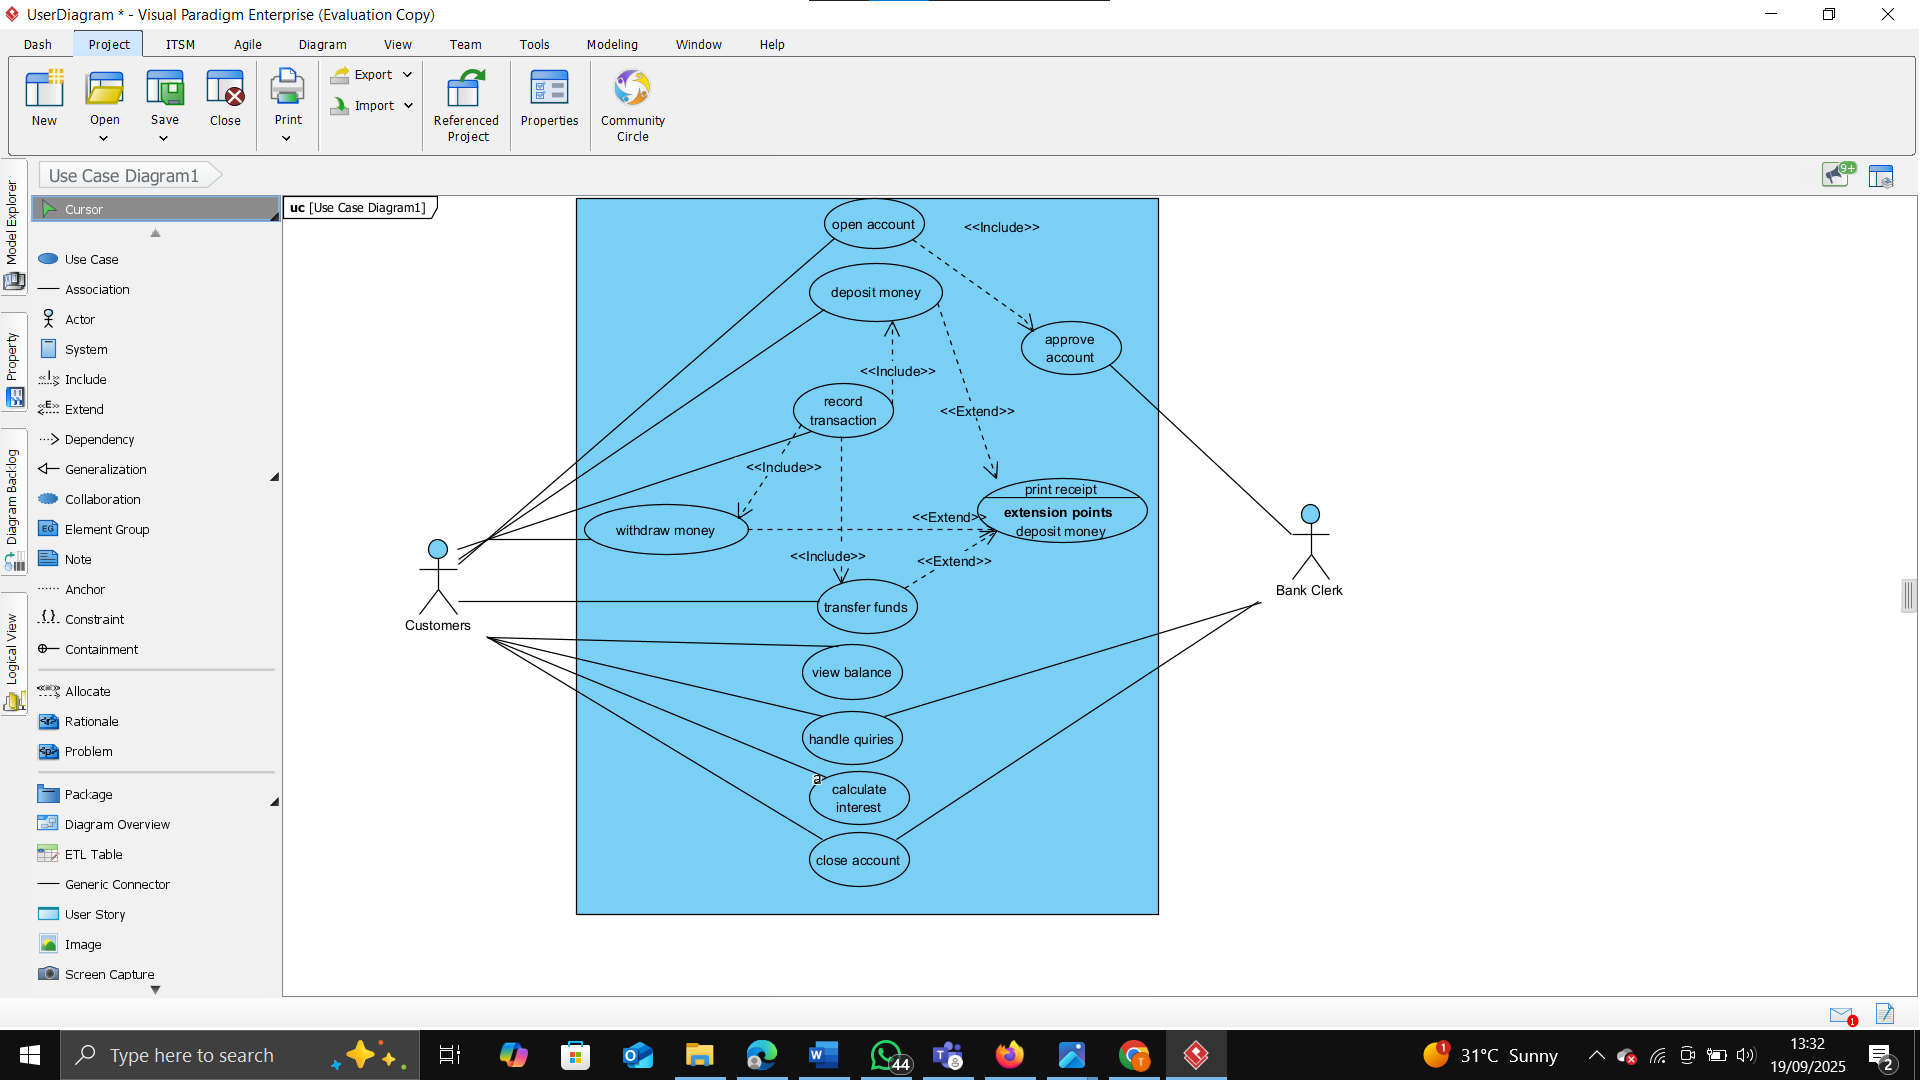 UserDiagram * - Visual Paradigm Enterprise (Evaluation Copy)
Dash Project ITSM Agile Diagram View Team Tools Modeling Window Help
New
Open
Save
Close
Print
Export
Import
Referenced
Project
Properties
Community
Circle
Use Case Diagram1
9+
Model Explorer
Property
Diagram Backlog
Logical View
Cursor
Use Case
Association
Actor
System
Include
Extend
Dependency
Generalization
Collaboration
EG Element Group
Note
Anchor
Constraint
Containment
Allocate
Rationale
Problem
Package
Diagram Overview
ETL Table
Generic Connector
User Story
Image
Screen Capture
uc [Use Case Diagram1]
open account
<<Include>>
deposit money
approve
account
<<Include>>
record
transaction
<<Extend>>
<<Include>>
print receipt
extension points
deposit money
<<Extend>>
withdraw money
<<Include>>
<<Extend>>
Customers
Bank Clerk
transfer funds
view balance
handle quiries
a
calculate
interest
close account
1
Type here to search
44
1
31°C Sunny
13:32
19/09/2025
2